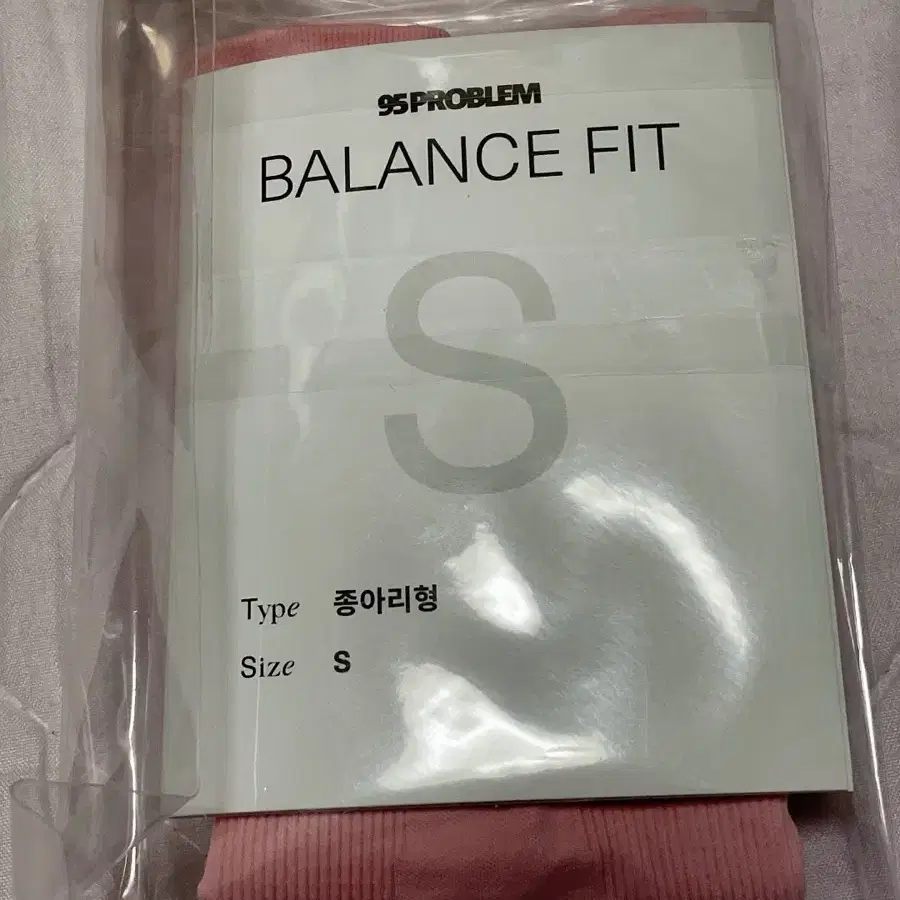 95PROBLEM
BALANCE FIT
S
Type 종아리형
Size S